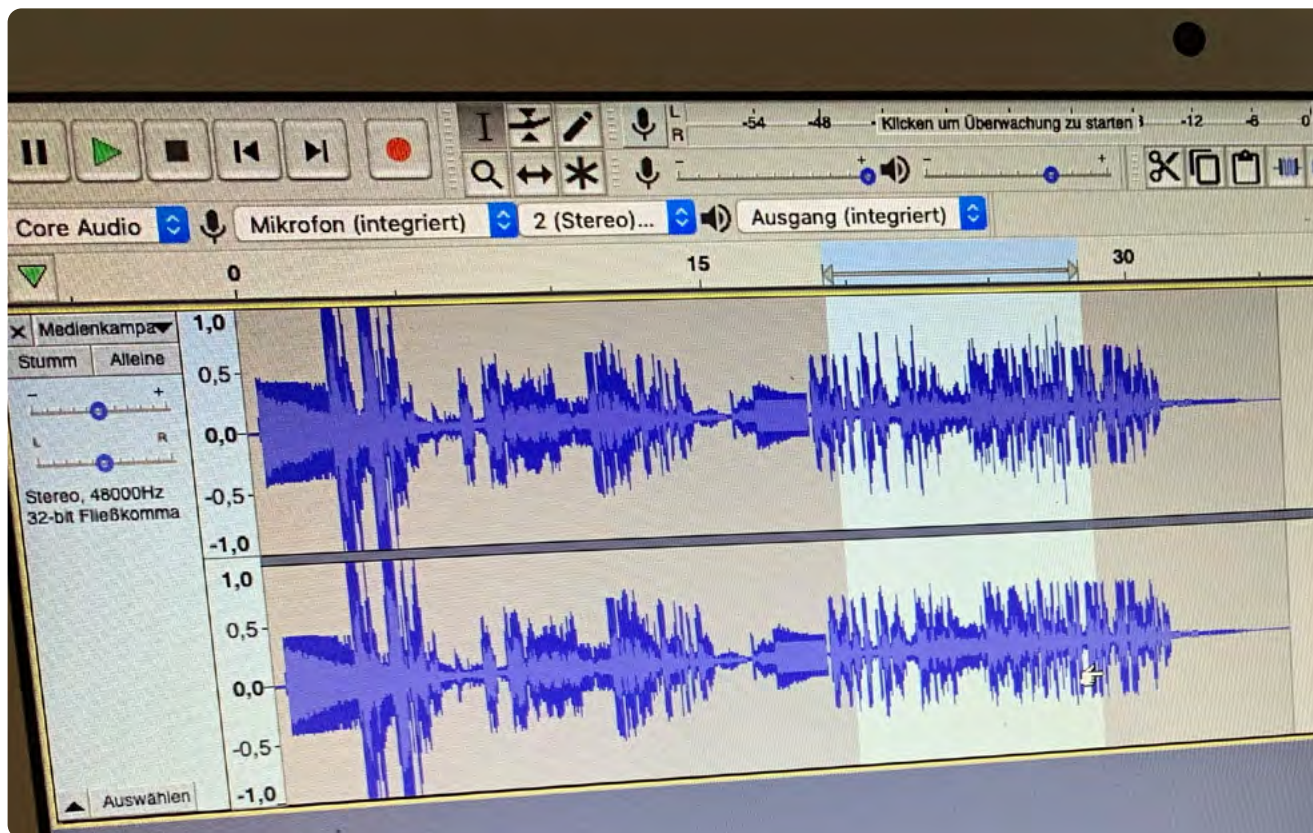 L
R
-54 -48 Klicken um Überwachung zu starten -12 -6 0
- +
- +
Core Audio Mikrofon (integriert) 2 (Stereo)... Ausgang (integriert)
0 15 30
Medienkampa
Stumm Alleine
- +
L R
Stereo, 48000Hz
32-bit Fließkomma
Auswählen
1,0
0,5
0,0
-0,5
-1,0
1,0
0,5
0,0
-0,5
-1,0